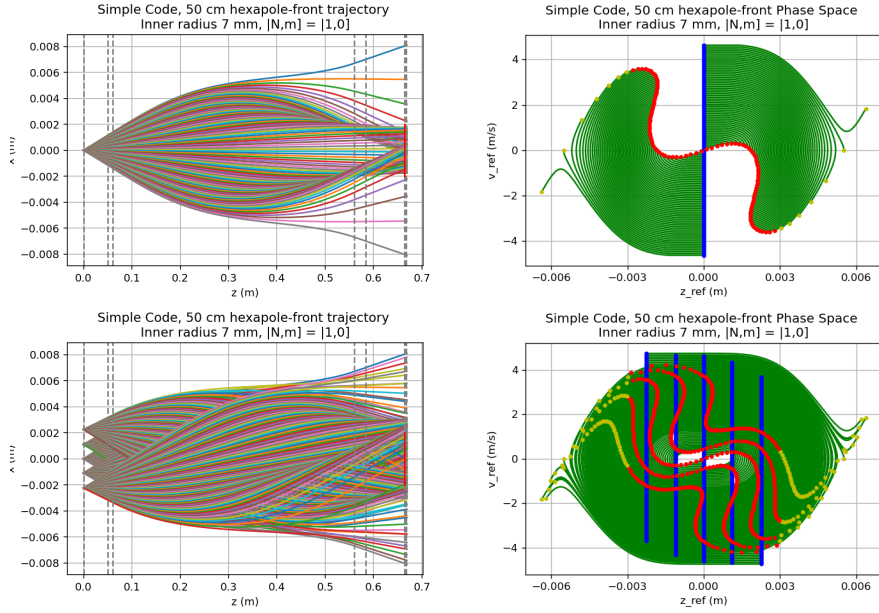 Simple Code, 50 cm hexapole-front trajectory
Inner radius 7 mm, |N,m] = |1,0]
0.008
0.006
0.004
0.002
0.000
−0.002
−0.004
−0.006
−0.008
x (m)
0.0 0.1 0.2 0.3 0.4 0.5 0.6 0.7
z (m)
Simple Code, 50 cm hexapole-front Phase Space
Inner radius 7 mm, |N,m] = |1,0]
4
2
0
−2
−4
v_ref (m/s)
−0.006 −0.003 0.000 0.003 0.006
z_ref (m)
Simple Code, 50 cm hexapole-front trajectory
Inner radius 7 mm, |N,m] = |1,0]
0.008
0.006
0.004
0.002
0.000
−0.002
−0.004
−0.006
−0.008
x (m)
0.0 0.1 0.2 0.3 0.4 0.5 0.6 0.7
z (m)
Simple Code, 50 cm hexapole-front Phase Space
Inner radius 7 mm, |N,m] = |1,0]
4
2
0
−2
−4
v_ref (m/s)
−0.006 −0.003 0.000 0.003 0.006
z_ref (m)